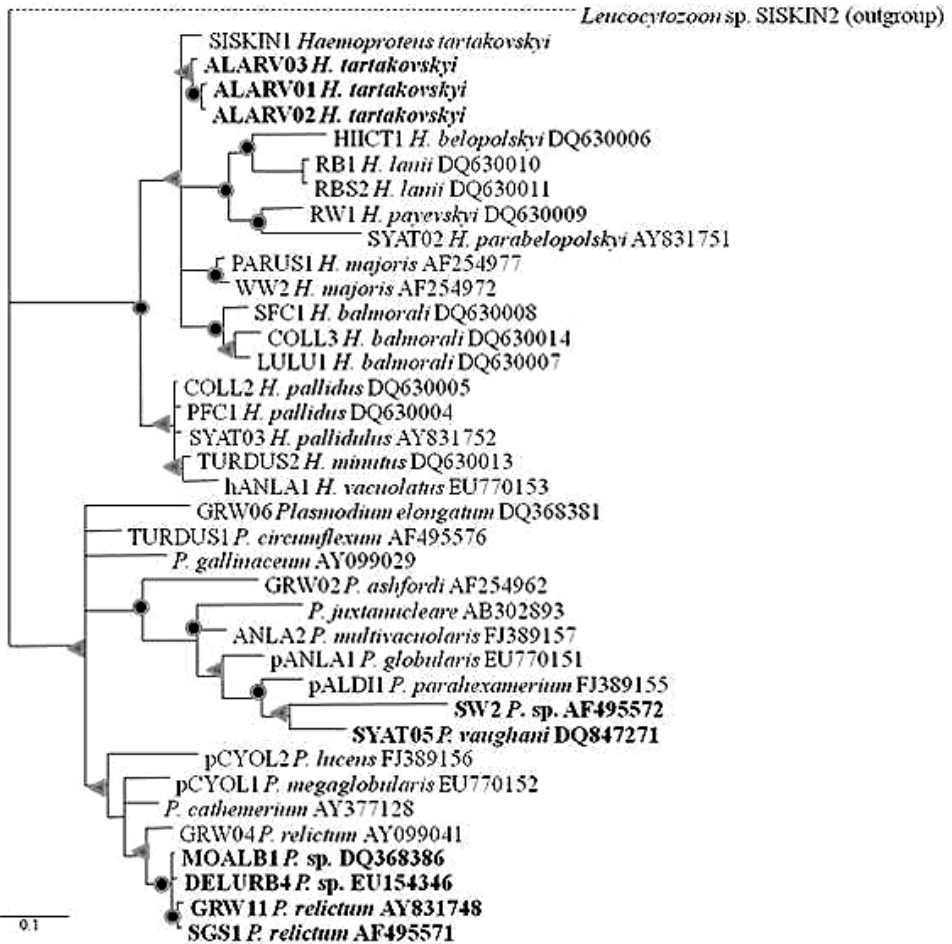 Leucocytozoon sp. SISKIN2 (outgroup)
SISKIN1 Haemoproteus tartakovskyi
ALARV03 H. tartakovskyi
ALARV01 H. tartakovskyi
ALARV02 H. tartakovskyi
HIICT1 H. belopolskyi DQ630006
RB1 H. lanii DQ630010
RBS2 H. lanii DQ630011
RW1 H. payevskyi DQ630009
SYAT02 H. parabelopolskyi AY831751
PARUS1 H. majoris AF254977
WW2 H. majoris AF254972
SFC1 H. balmorali DQ630008
COLL3 H. balmorali DQ630014
LULU1 H. balmorali DQ630007
COLL2 H. pallidus DQ630005
PFC1 H. pallidus DQ630004
SYAT03 H. pallidulus AY831752
TURDUS2 H. minutus DQ630013
hANLA1 H. vacuolatus EU770153
GRW06 Plasmodium elongatum DQ368381
TURDUS1 P. circumflexum AF495576
P. gallinaceum AY099029
GRW02 P. ashfordi AF254962
P. juxtanucleare AB302893
ANLA2 P. multivacuolaris FJ389157
pANLA1 P. globularis EU770151
pALDI1 P. parahexamerium FJ389155
SW2 P. sp. AF495572
SYAT05 P. vaughani DQ847271
pCYOL2 P. lucens FJ389156
pCYOL1 P. megaglobularis EU770152
P. cathemerium AY377128
GRW04 P. relictum AY099041
MOALB1 P. sp. DQ368386
DELURB4 P. sp. EU154346
GRW11 P. relictum AY831748
SGS1 P. relictum AF495571
0.1